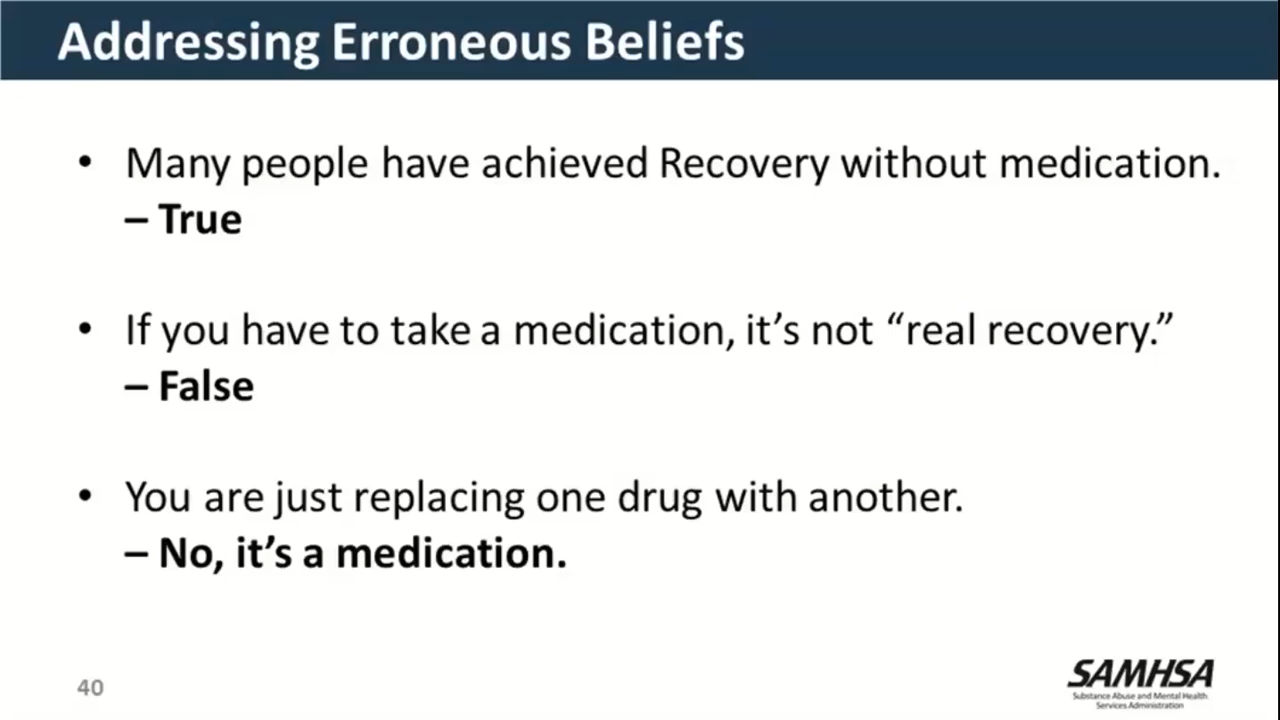 Addressing Erroneous Beliefs
• Many people have achieved Recovery without medication.
– True
• If you have to take a medication, it’s not “real recovery.”
– False
• You are just replacing one drug with another.
– No, it’s a medication.
40
SAMHSA
Substance Abuse and Mental Health
Services Administration